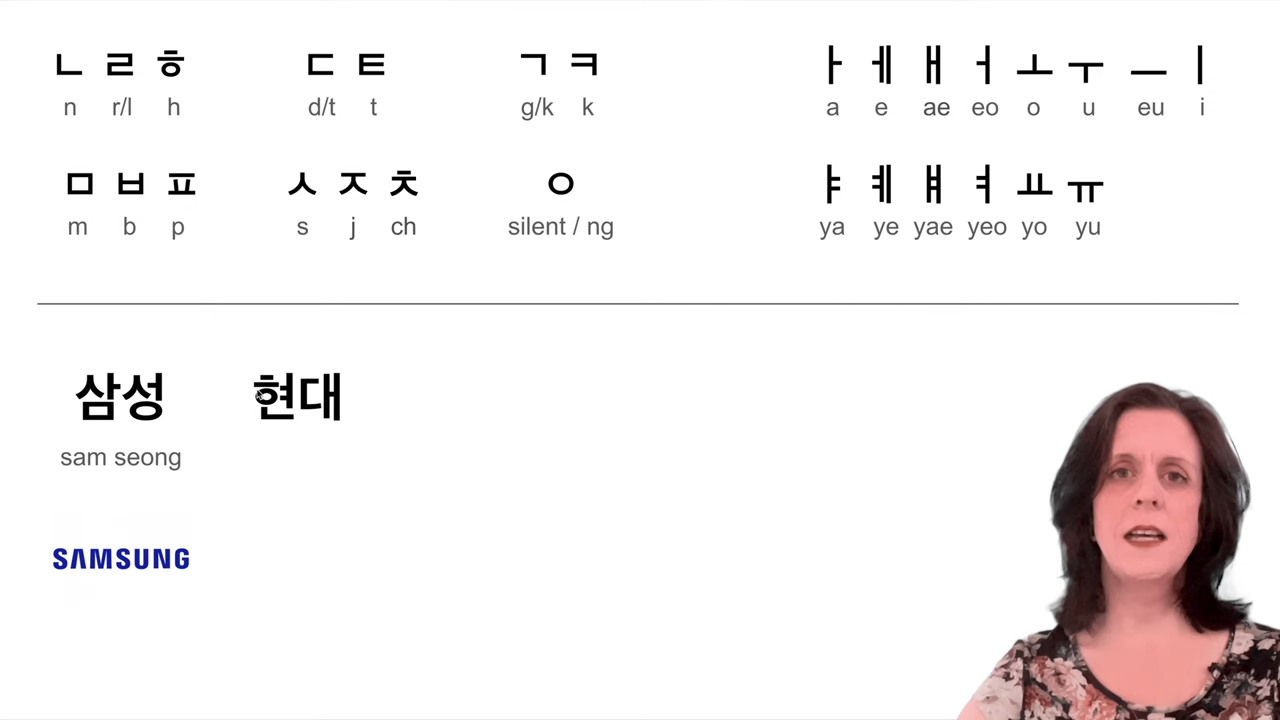 ㄴ ㄹ ㅎ ㄷ ㅌ ㄱ ㅋ ㅏ ㅔ ㅐ ㅓ ㅗ ㅜ ㅡ ㅣ
n r/l h d/t t g/k k a e ae eo o u eu i
ㅁ ㅂ ㅍ ㅅ ㅈ ㅊ ㅇ ㅑ ㅖ ㅒ ㅕ ㅛ ㅠ
m b p s j ch silent / ng ya ye yae yeo yo yu
삼성 현대
sam seong
SAMSUNG